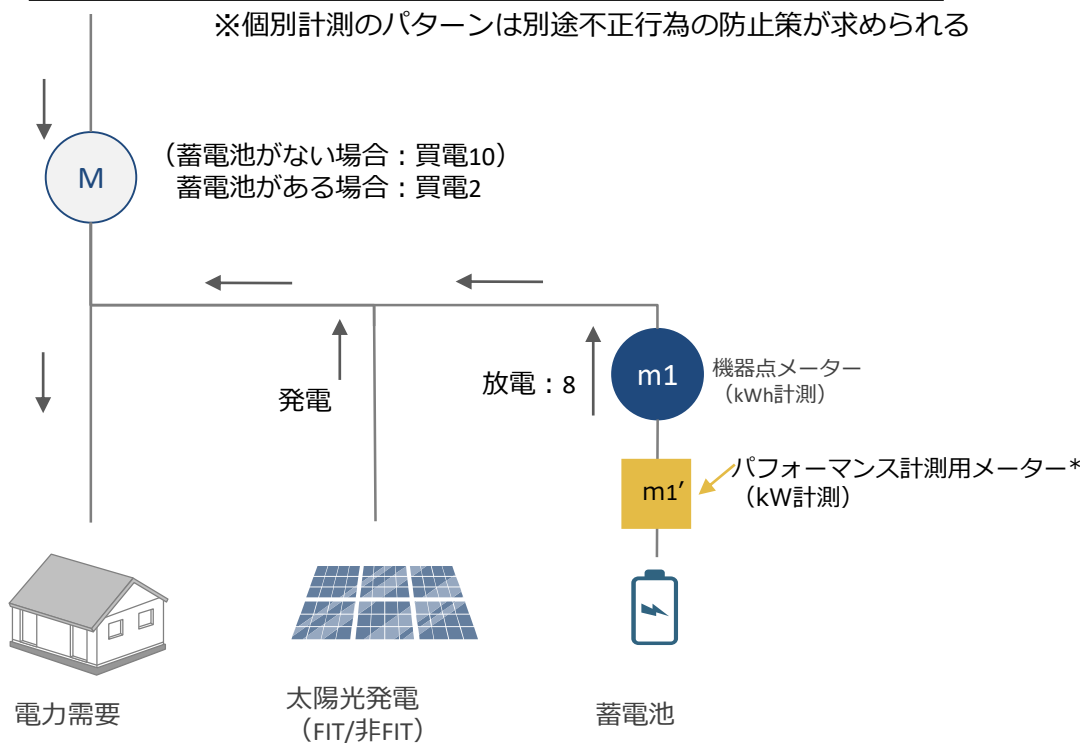 ※個別計測のパターンは別途不正行為の防止策が求められる
M
（蓄電池がない場合：買電10）
蓄電池がある場合：買電2
発電
放電：8
m1
機器点メーター
（kWh計測）
m1′
パフォーマンス計測用メーター*
（kW計測）
電力需要
太陽光発電
（FIT/非FIT）
蓄電池